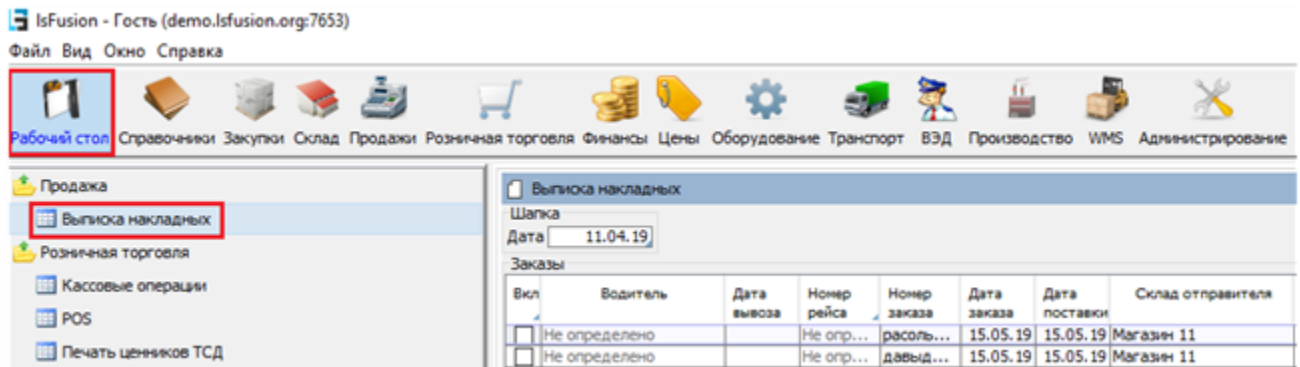 lsFusion - Гость (demo.lsfusion.org:7653)
Файл Вид Окно Справка
Рабочий стол Справочники Закупки Склад Продажи Розничная торговля Финансы Цены Оборудование Транспорт ВЭД Производство WMS Администрирование
Продажа
Выписка накладных
Розничная торговля
Кассовые операции
POS
Печать ценников ТСД
Выписка накладных
Шапка
Дата 11.04.19
Заказы
Вкл Водитель Дата вывоза Номер рейса Номер заказа Дата заказа Дата поставки Склад отправителя
Не определено Не опр... расоль... 15.05.19 15.05.19 Магазин 11
Не определено Не опр... давыд... 15.05.19 15.05.19 Магазин 11